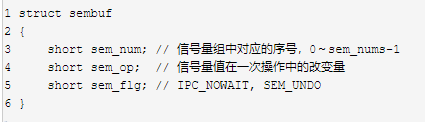 1 struct sembuf
2 {
3     short sem_num; // 信号量组中对应的序号，0～sem_nums-1
4     short sem_op;  // 信号量值在一次操作中的改变量
5     short sem_flg; // IPC_NOWAIT, SEM_UNDO
6 }